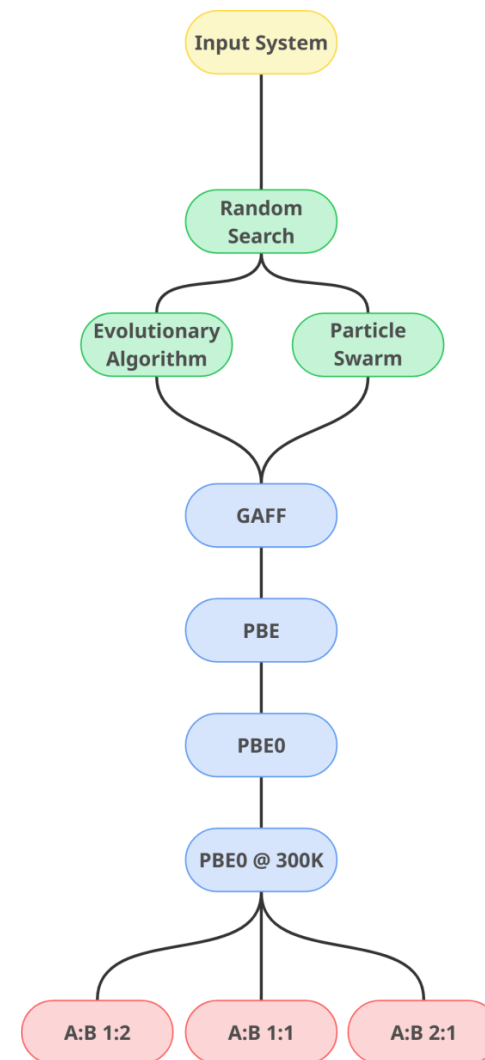 Input System
Random
Search
Evolutionary
Algorithm
Particle
Swarm
GAFF
PBE
PBE0
PBE0 @ 300K
A:B 1:2
A:B 1:1
A:B 2:1